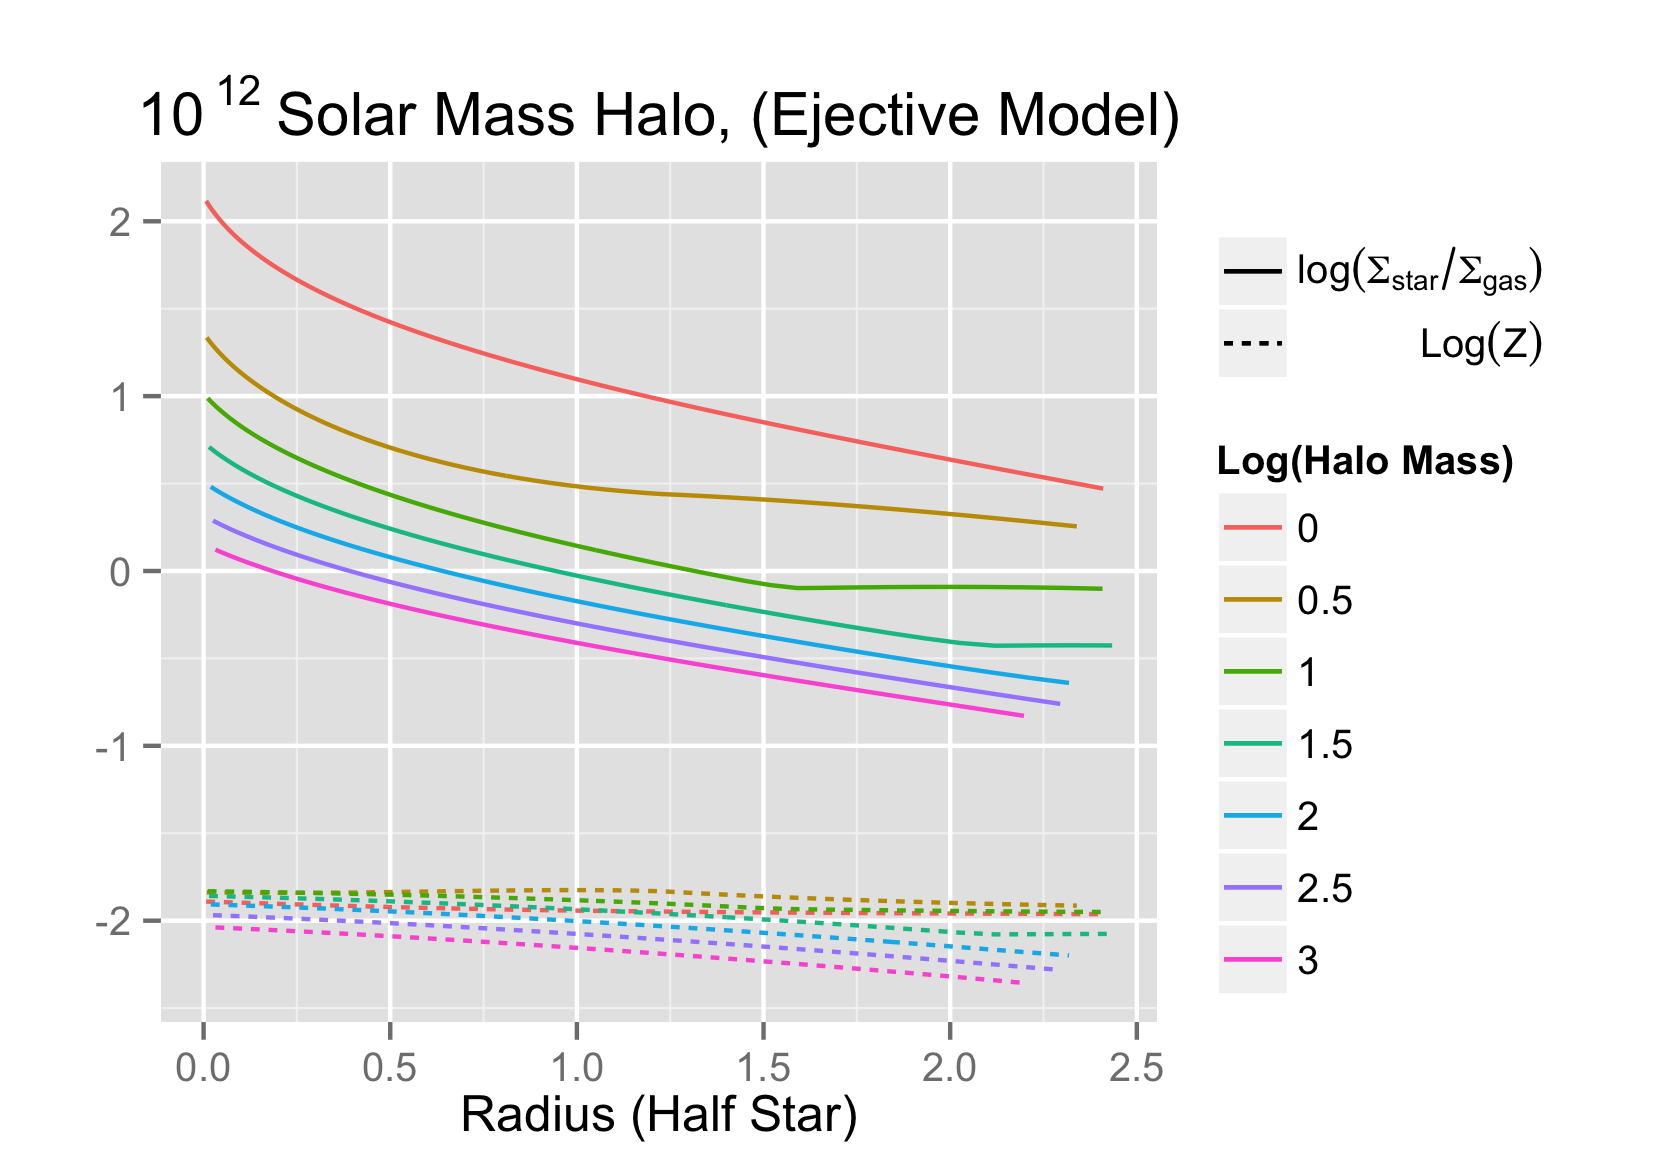 10^12 Solar Mass Halo, (Ejective Model)
2
1
0
-1
-2
0.0 0.5 1.0 1.5 2.0 2.5
Radius (Half Star)
log(Σstar/Σgas)
Log(Z)
Log(Halo Mass)
0
0.5
1
1.5
2
2.5
3